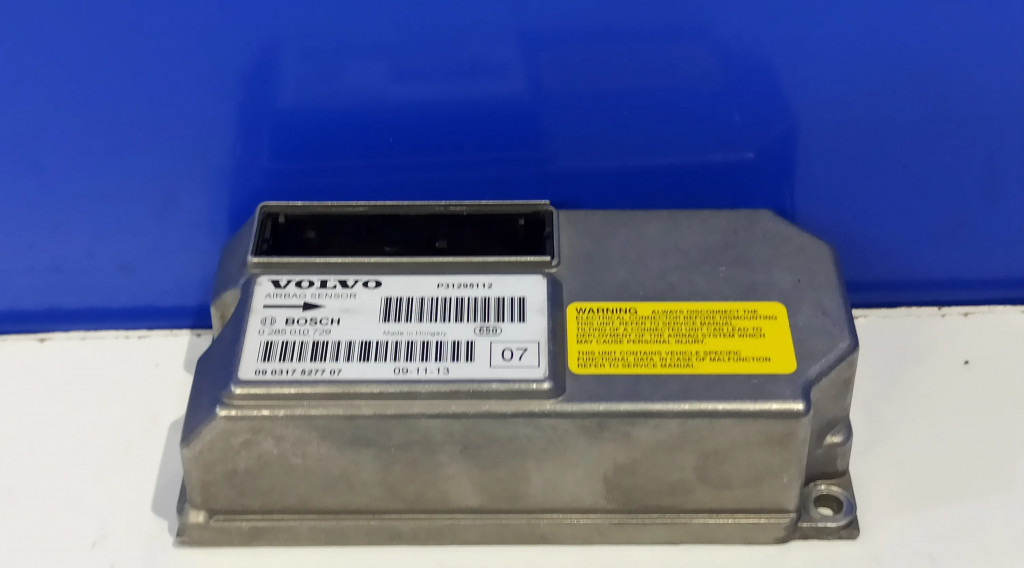 VOLVO
P31295112
AIRBAG SENSOR
BOSCH
Made in Hungary
650
0 285 010 729
07
09 0317 5277 07
09-11-13
WARNING ALWAYS DISCONNECT THE
ELECTRICAL CONNECTOR BEFORE DISMOUNTING
THIS UNIT. REFER TO SERVICE MANUAL.
TILTING A CONNECTED UNIT CAN LEAD TO
DEPLOYMENT OF THE AIRBAG SYSTEM WHICH
MAY CAUSE PERSONAL INJURY.
THIS UNIT CONTAINS VEHICLE SPECIFIC
FUNCTIONAL DATA. IN CASE OF MALFUNCTION
REFER TO SERVICE MANUAL.